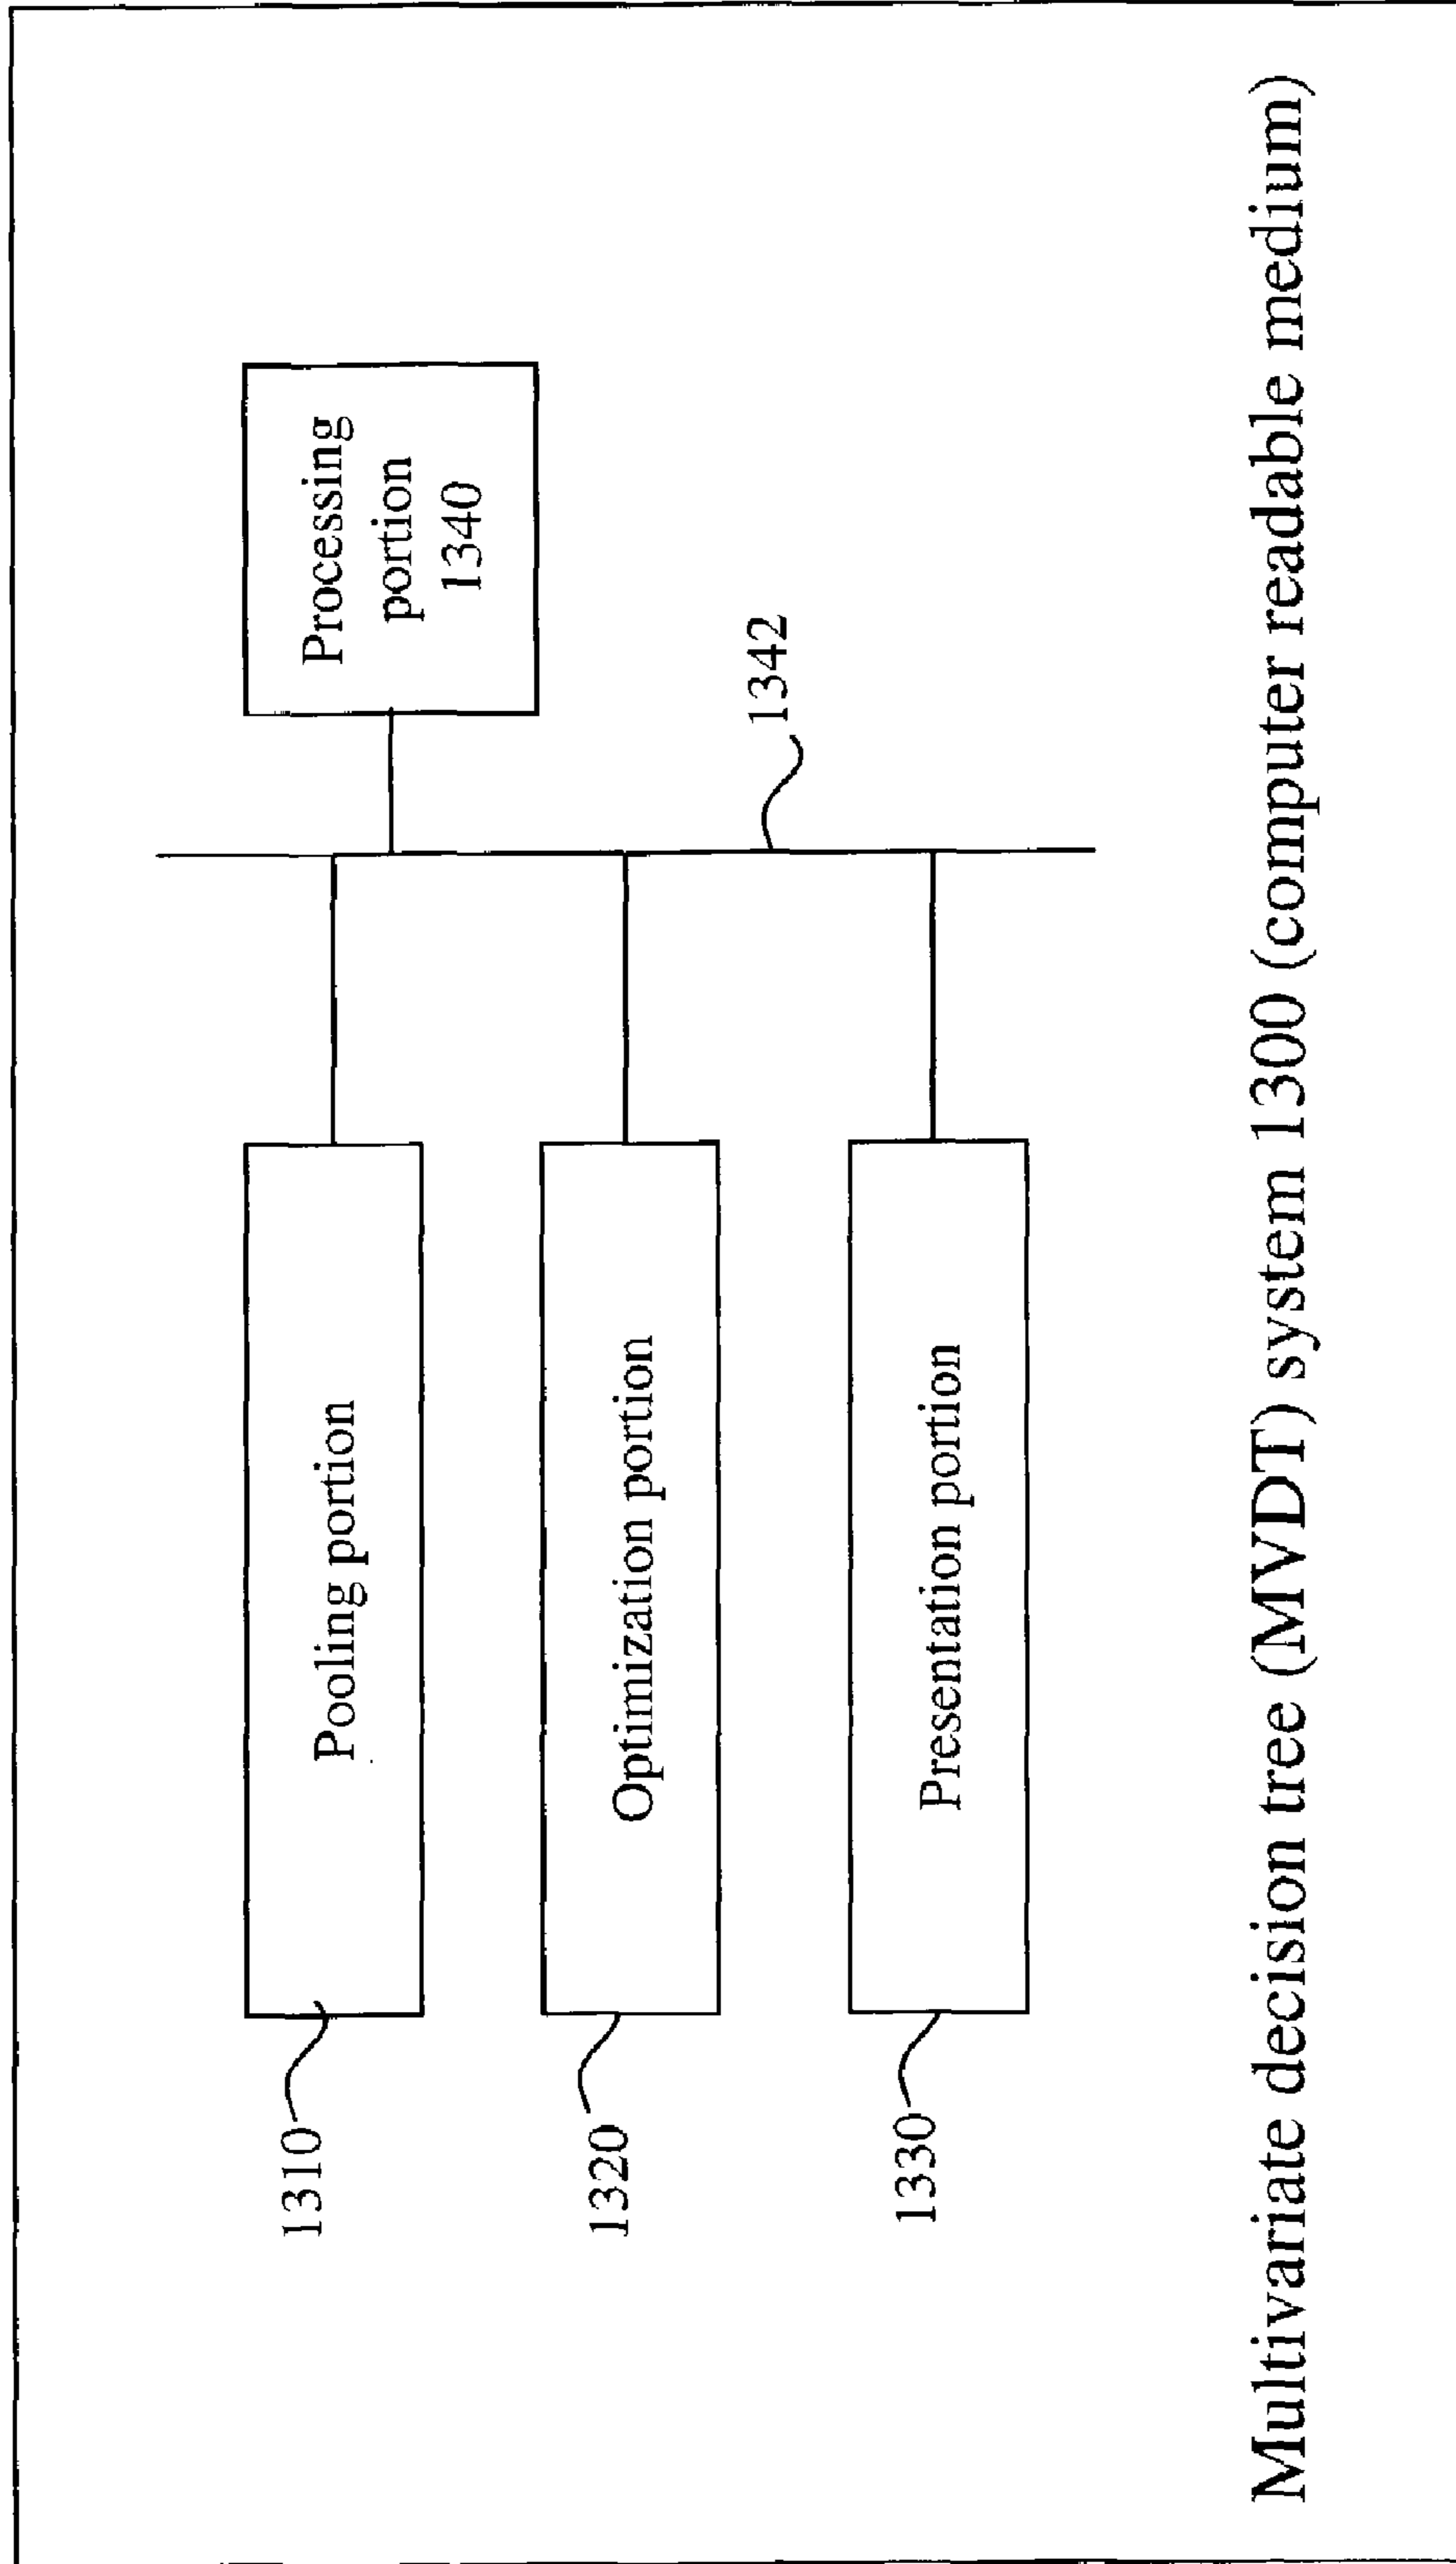 1310
Pooling portion
Processing
portion
1340
1320
Optimization portion
1342
1330
Presentation portion
Multivariate decision tree (MVDT) system 1300 (computer readable medium)